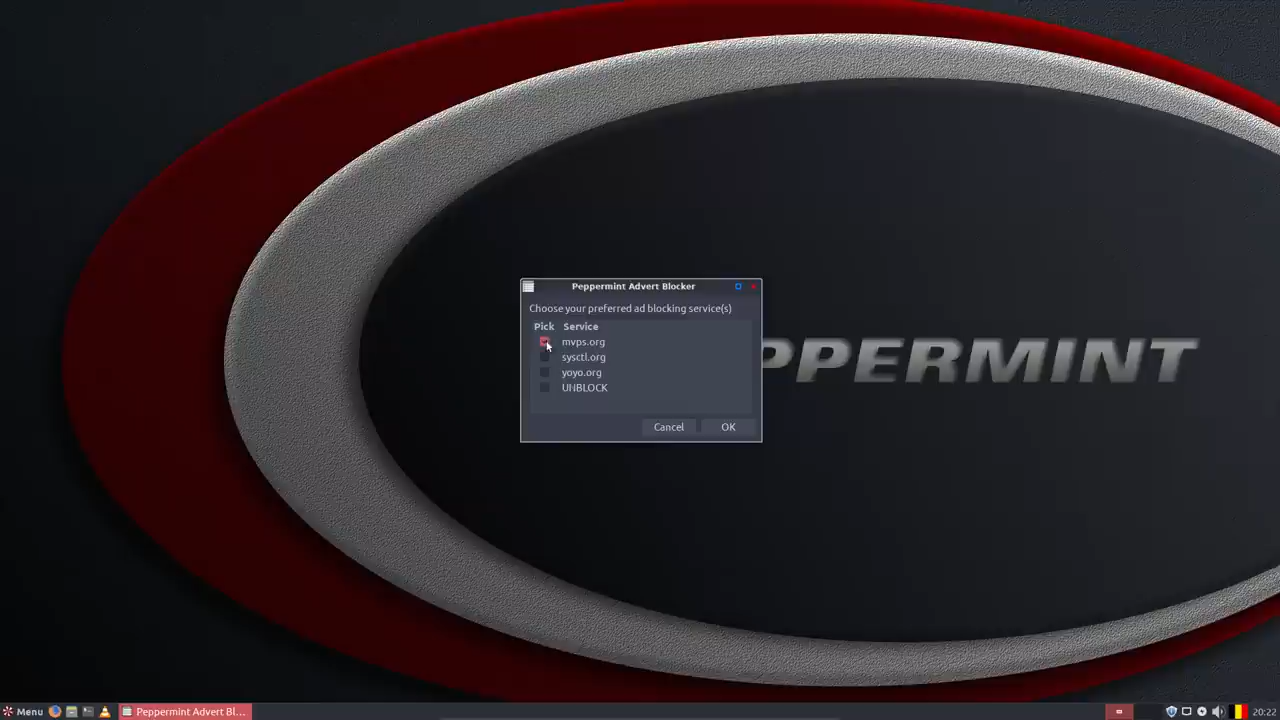 Peppermint Advert Blocker
Choose your preferred ad blocking service(s)
Pick Service
mvps.org
sysctl.org
yoyo.org
UNBLOCK
Cancel OK
PPERMINT
Menu Peppermint Advert Bl... 20:22